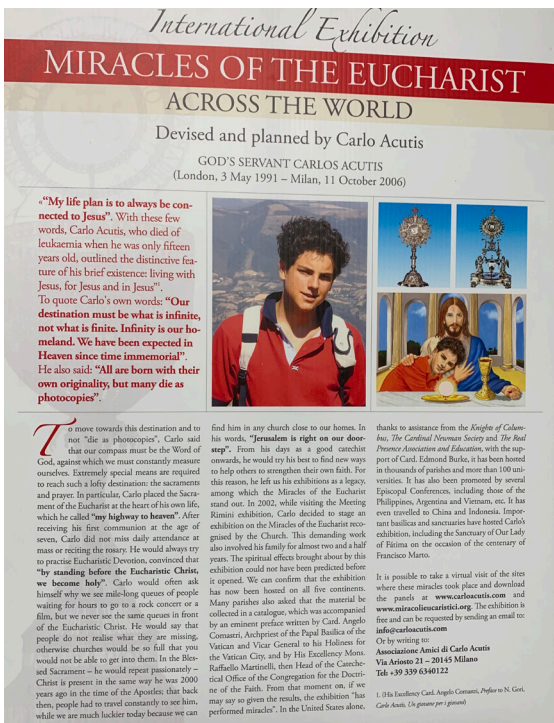 International Exhibition
MIRACLES OF THE EUCHARIST
ACROSS THE WORLD
Devised and planned by Carlo Acutis
GOD'S SERVANT CARLOS ACUTIS
(London, 3 May 1991 – Milan, 11 October 2006)
«“My life plan is to always be con-
nected to Jesus”. With these few
words, Carlo Acutis, who died of
leukaemia when he was only fifteen
years old, outlined the distinctive fea-
ture of his brief existence: living with
Jesus, for Jesus and in Jesus”¹.
To quote Carlo's own words: “Our
destination must be what is infinite,
not what is finite. Infinity is our ho-
meland. We have been expected in
Heaven since time immemorial”.
He also said: “All are born with their
own originality, but many die as
photocopies”.
To move towards this destination and to
not "die as photocopies", Carlo said
that our compass must be the Word of
God, against which we must constantly measure
ourselves. Extremely special means are required
to reach such a lofty destination: the sacraments
and prayer. In particular, Carlo placed the Sacra-
ment of the Eucharist at the heart of his own life,
which he called “my highway to heaven”. After
receiving his first communion at the age of
seven, Carlo did not miss daily attendance at
mass or reciting the rosary. He would always try
to practise Eucharistic Devotion, convinced that
“by standing before the Eucharistic Christ,
we become holy”. Carlo would often ask
himself why we see mile-long queues of people
waiting for hours to go to a rock concert or a
film, but we never see the same queues in front
of the Eucharistic Christ. He would say that
people do not realise what they are missing,
otherwise churches would be so full that you
would not be able to get into them. In the Bles-
sed Sacrament – he would repeat passionately –
Christ is present in the same way he was 2000
years ago in the time of the Apostles; that back
then, people had to travel constantly to see him,
while we are much luckier today because we can
find him in any church close to our homes. In
his words, “Jerusalem is right on our door-
step”. From his days as a good catechist
onwards, he would try his best to find new ways
to help others to strengthen their own faith. For
this reason, he left us his exhibitions as a legacy,
among which the Miracles of the Eucharist
stand out. In 2002, while visiting the Meeting
Rimini exhibition, Carlo decided to stage an
exhibition on the Miracles of the Eucharist reco-
gnised by the Church. This demanding work
also involved his family for almost two and a half
years. The spiritual effects brought about by this
exhibition could not have been predicted before
it opened. We can confirm that the exhibition
has now been hosted on all five continents.
Many parishes also asked that the material be
collected in a catalogue, which was accompanied
by an eminent preface written by Card. Angelo
Comastri, Archpriest of the Papal Basilica of the
Vatican and Vicar General to his Holiness for
the Vatican City, and by His Excellency Mons.
Raffaello Martinelli, then Head of the Cateche-
tical Office of the Congregation for the Doctri-
ne of the Faith. From that moment on, if we
may say so given the results, the exhibition "has
performed miracles". In the United States alone,
thanks to assistance from the Knights of Colum-
bus, The Cardinal Newman Society and The Real
Presence Association and Education, with the sup-
port of Card. Edmond Burke, it has been hosted
in thousands of parishes and more than 100 uni-
versities. It has also been promoted by several
Episcopal Conferences, including those of the
Philippines, Argentina and Vietnam, etc. It has
even travelled to China and Indonesia. Impor-
tant basilicas and sanctuaries have hosted Carlo's
exhibition, including the Sanctuary of Our Lady
of Fátima on the occasion of the centenary of
Francisco Marto.
It is possible to take a virtual visit of the sites
where these miracles took place and download
the panels at www.carloacutis.com and
www.miracolieucaristici.org. The exhibition is
free and can be requested by sending an email to:
info@carloacutis.com
Or by writing to:
Associazione Amici di Carlo Acutis
Via Ariosto 21 – 20145 Milano
Tel: +39 339 6340122
1. (His Excellency Card. Angelo Comastri, Preface to N. Gori,
Carlo Acutis. Un giovane per i giovani)